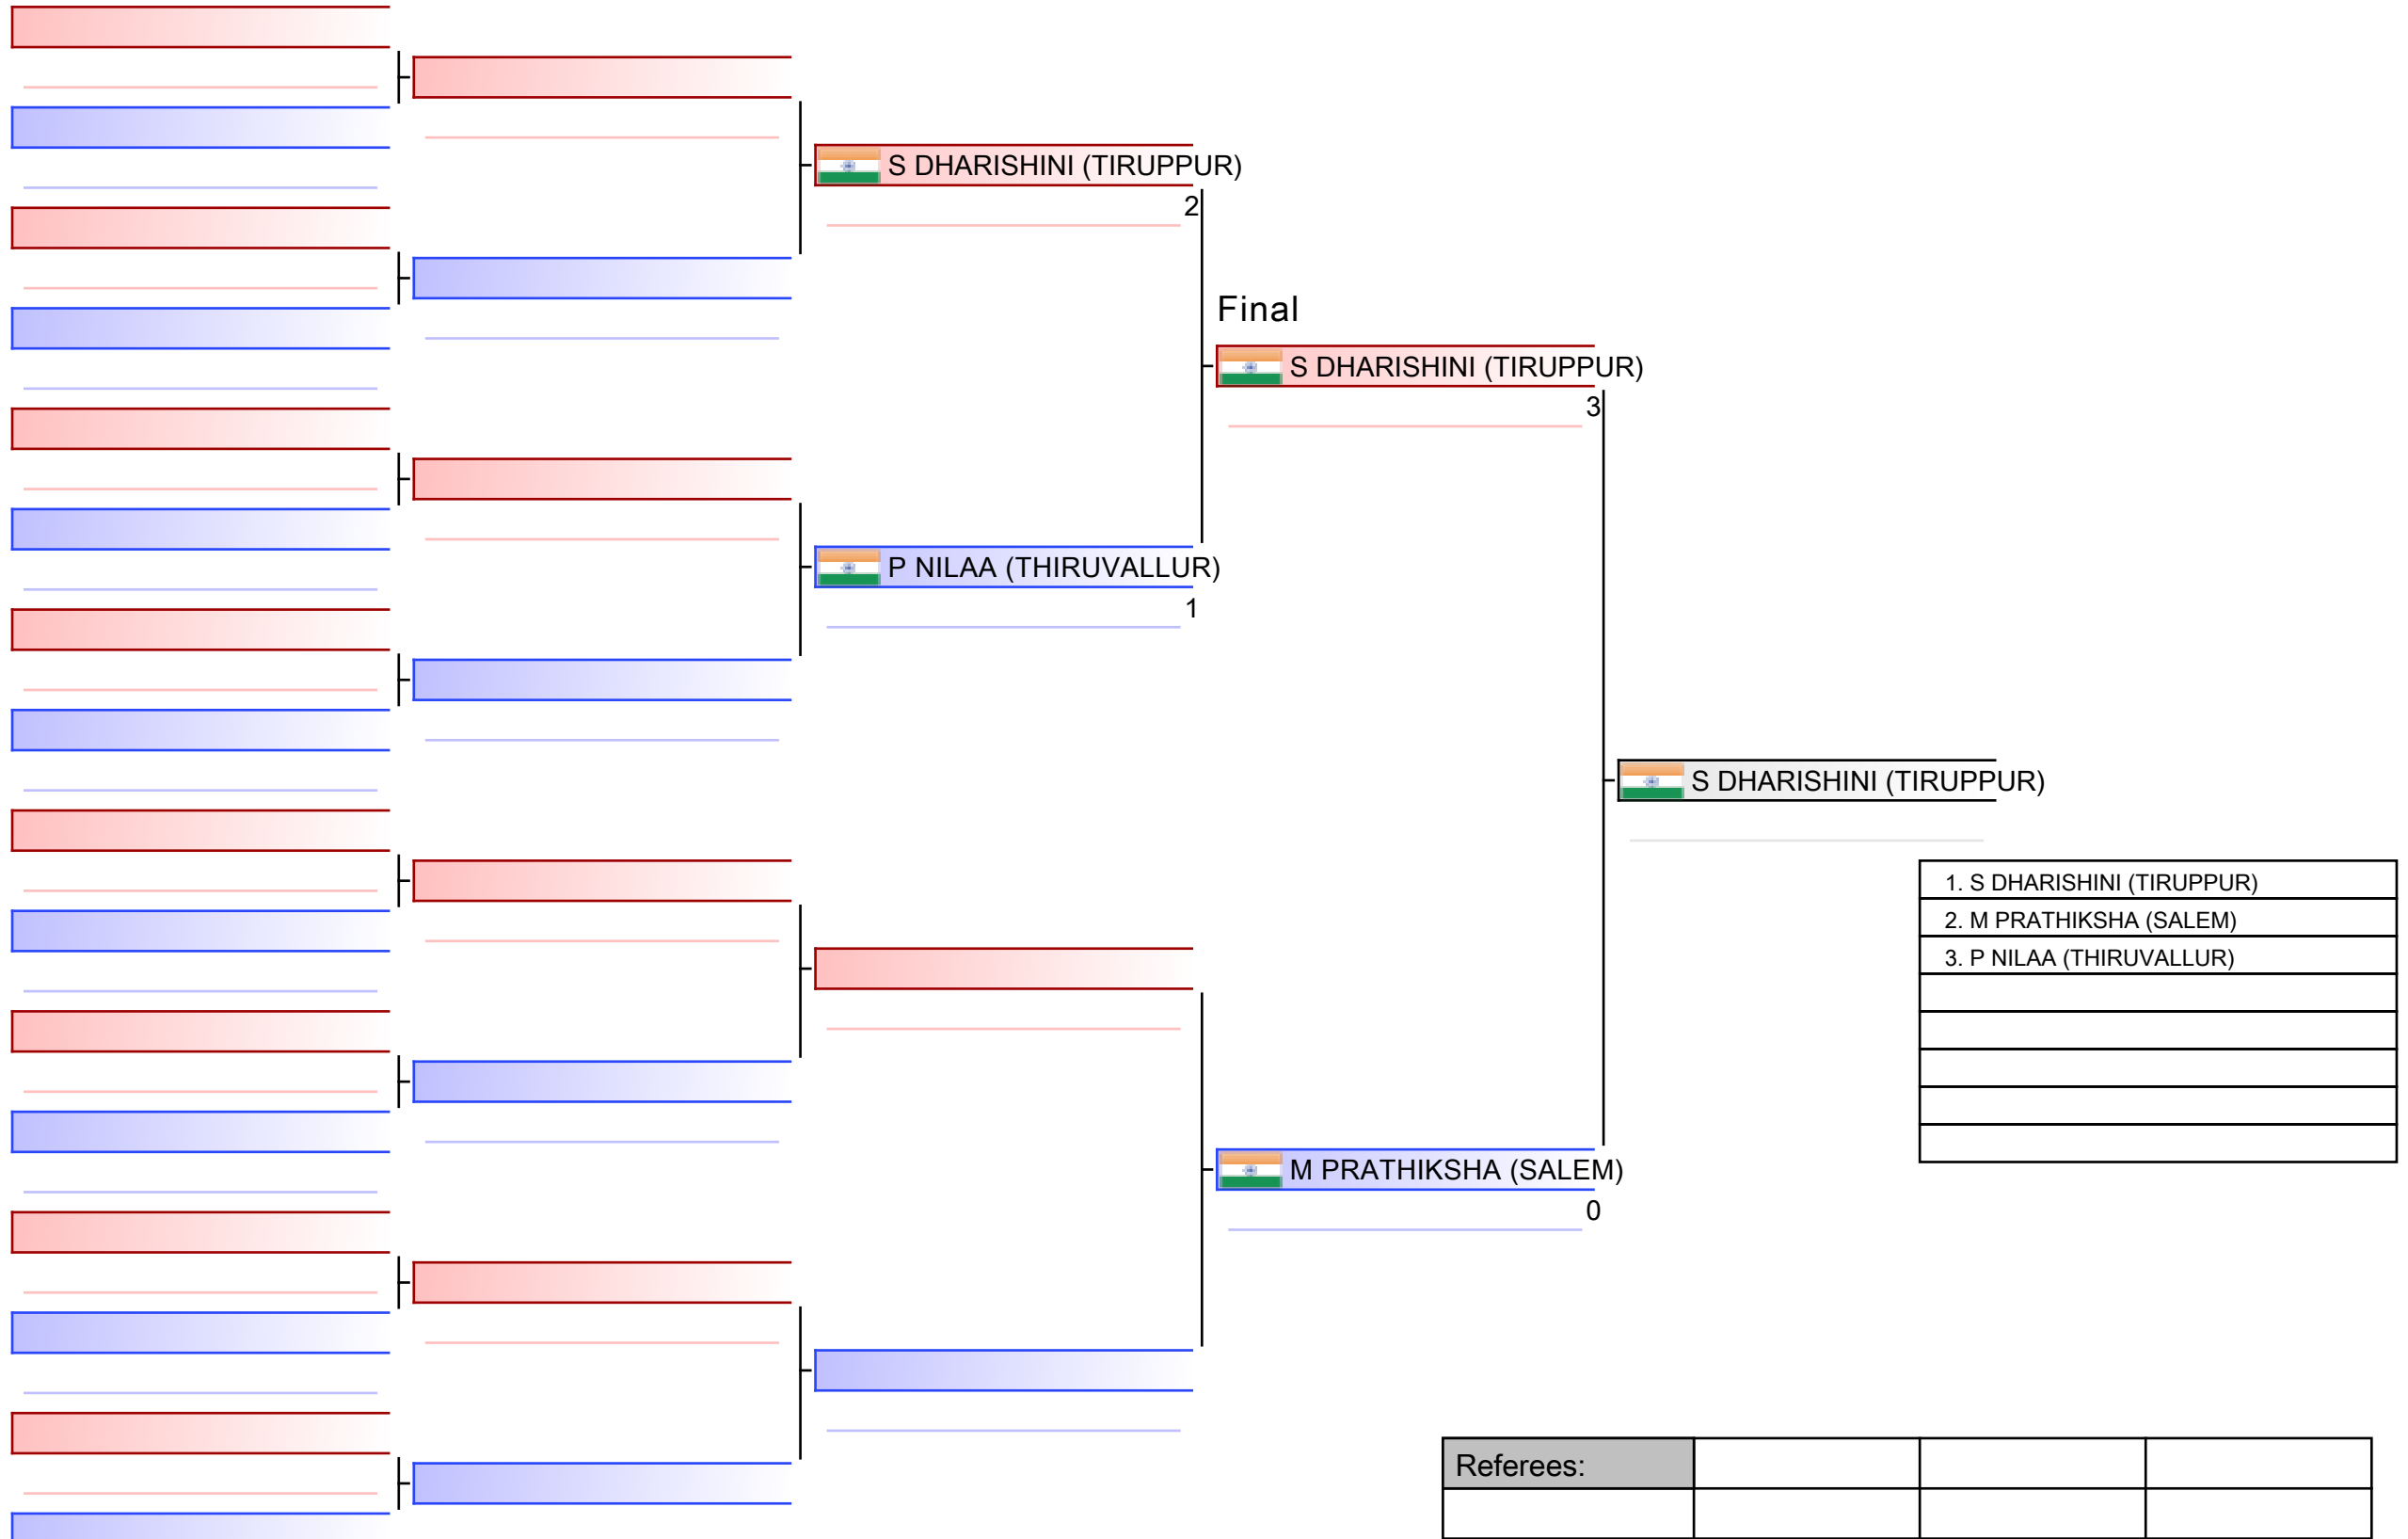 S DHARISHINI (TIRUPPUR)
2
Final
S DHARISHINI (TIRUPPUR)
3
P NILAA (THIRUVALLUR)
1
S DHARISHINI (TIRUPPUR)
1. S DHARISHINI (TIRUPPUR)
2. M PRATHIKSHA (SALEM)
3. P NILAA (THIRUVALLUR)
M PRATHIKSHA (SALEM)
0
Referees: